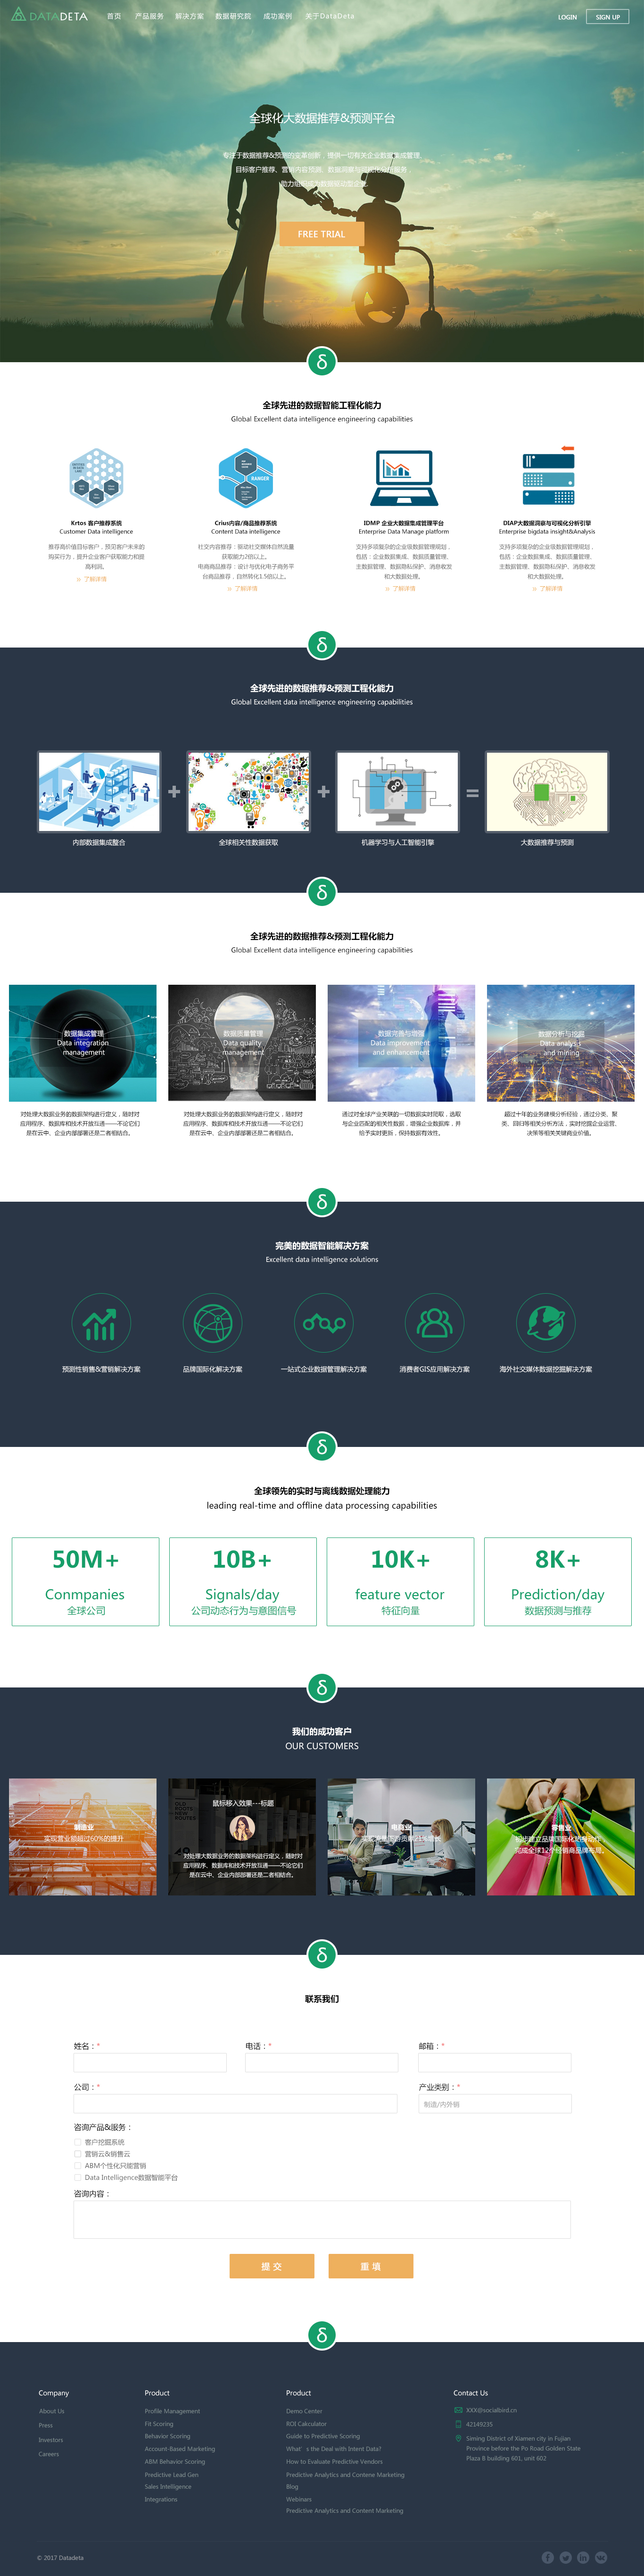 DATADETA
首页 产品服务 解决方案 数据研究院 成功案例 关于DataDeta
LOGIN SIGN UP
全球化大数据推荐&预测平台
专注于数据推荐&预测的变革创新，提供一切有关企业数据集成管理、
目标客户推荐、营销内容预测、数据洞察与可视化分析服务，
FREE TRIAL
δ
全球先进的数据智能工程化能力
Global Excellent data intelligence engineering capabilities
Krtos 客户推荐系统
Customer Data intelligence
推荐高价值目标客户，预见客户未来的
购买行力，提升企业客户获取能力和提
高利润。
» 了解详情
RANGER
Crius内容/商品推荐系统
Content Data intelligence
社交内容推荐：驱动社交媒体自然流量
获取能力2倍以上。
电商商品推荐：设计与优化电子商务平
台商品推荐，自然转化1.5倍以上。
» 了解详情
IDMP 企业大数据集成管理平台
Enterprise Data Manage platform
支持多项复杂的企业级数据管理规划，
包括：企业数据集成、数据质量管理、
主数据管理、数据隐私保护、消息收发
和大数据处理。
» 了解详情
DIAP大数据洞察与可视化分析引擎
Enterprise bigdata insight&Analysis
支持多项复杂的企业级数据管理规划，
包括：企业数据集成、数据质量管理、
主数据管理、数据隐私保护、消息收发
和大数据处理。
» 了解详情
δ
全球先进的数据推荐&预测工程化能力
Global Excellent data intelligence engineering capabilities
+ + =
内部数据集成整合
全球相关性数据获取
机器学习与人工智能引擎
大数据推荐与预测
δ
全球先进的数据推荐&预测工程化能力
Global Excellent data intelligence engineering capabilities
数据集成管理
Data integration
management
对处理大数据业务的数据架构进行定义，随时对
应用程序、数据库和技术开放互通——不论它们
是在云中、企业内部部署还是二者相结合。
数据质量管理
Data quality
management
对处理大数据业务的数据架构进行定义，随时对
应用程序、数据库和技术开放互通——不论它们
是在云中、企业内部部署还是二者相结合。
数据完善与增强
Data improvement
and enhancement
透过对全球产业关联的一切数据实时爬取，选取
与企业匹配的相关性数据，增强企业数据库，并
给予实时更新，保持数据有效性。
数据分析与挖掘
Data analysis
and mining
超过十年的业务建模分析经验，通过分类、聚
类、回归等相关分析方法，实时挖掘企业运营、
决策等相关关键商业价值。
δ
完美的数据智能解决方案
Excellent data intelligence solutions
预测性销售&营销解决方案
品牌国际化解决方案
一站式企业数据管理解决方案
消费者GIS应用解决方案
海外社交媒体数据挖掘解决方案
δ
全球领先的实时与离线数据处理能力
leading real-time and offline data processing capabilities
50M+
Conmpanies
全球公司
10B+
Signals/day
公司动态行为与意图信号
10K+
feature vector
特征向量
8K+
Prediction/day
数据预测与推荐
δ
我们的成功客户
OUR CUSTOMERS
制造业
实现营业额超过60%的提升
鼠标移入效果---标题
对处理大数据业务的数据架构进行定义，随时对
应用程序、数据库和技术开放互通——不论它们
是在云中、企业内部部署还是二者相结合。
电商业
零售业
完成全球12个经销商品牌布局。
δ
联系我们
姓名：*
电话：*
邮箱：*
公司：*
产业类别：*
制造/内外销
咨询产品&服务：
客户挖掘系统
营销云&销售云
ABM个性化只能营销
Data Intelligence数据智能平台
咨询内容：
提 交
重 填
δ
Company
About Us
Press
Investors
Careers
Product
Profile Management
Fit Scoring
Behavior Scoring
Account-Based Marketing
ABM Behavior Scoring
Predictive Lead Gen
Sales Intelligence
Integrations
Product
Demo Center
ROI Cakculator
Guide to Predictive Scoring
What' s the Deal with Intent Data?
How to Evaluate Predictive Vendors
Predictive Analytics and Contene Marketing
Blog
Webinars
Predictive Analytics and Content Marketing
Contact Us
XXX@socialbird.cn
42149235
Siming District of Xiamen city in Fujian
Province before the Po Road Golden State
Plaza B building 601, unit 602
© 2017 Datadeta